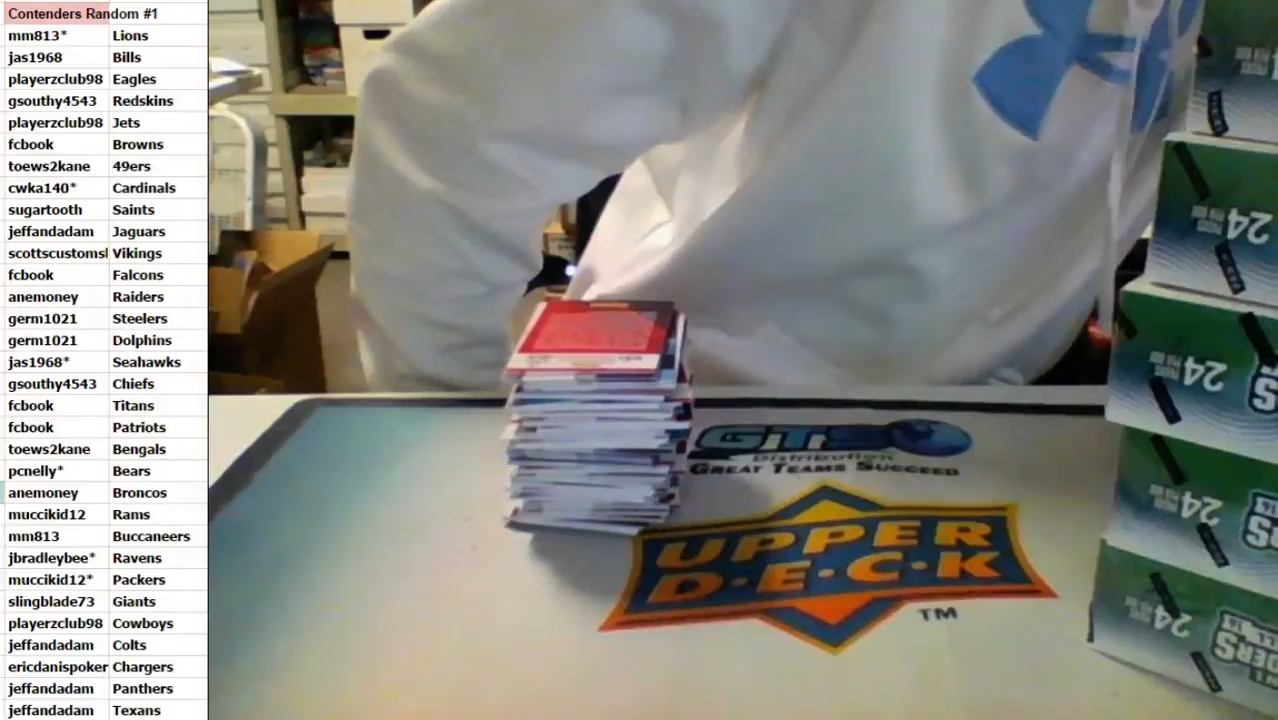 Contenders Random #1
mm813* Lions
jas1968 Bills
playerzclub98 Eagles
gsouthy4543 Redskins
playerzclub98 Jets
fcbook Browns
toews2kane 49ers
cwka140* Cardinals
sugartooth Saints
jeffandadam Jaguars
scottscustomsl Vikings
fcbook Falcons
anemoney Raiders
germ1021 Steelers
germ1021 Dolphins
jas1968* Seahawks
gsouthy4543 Chiefs
fcbook Titans
fcbook Patriots
toews2kane Bengals
pcnelly* Bears
anemoney Broncos
muccikid12 Rams
mm813 Buccaneers
jbradleybee* Ravens
muccikid12* Packers
slingblade73 Giants
playerzclub98 Cowboys
jeffandadam Colts
ericdanispoker Chargers
jeffandadam Panthers
jeffandadam Texans
GTS
Distribution
GREAT TEAMS SUCCEED
UPPER
D·E·C·K
TM
24
24
24
24